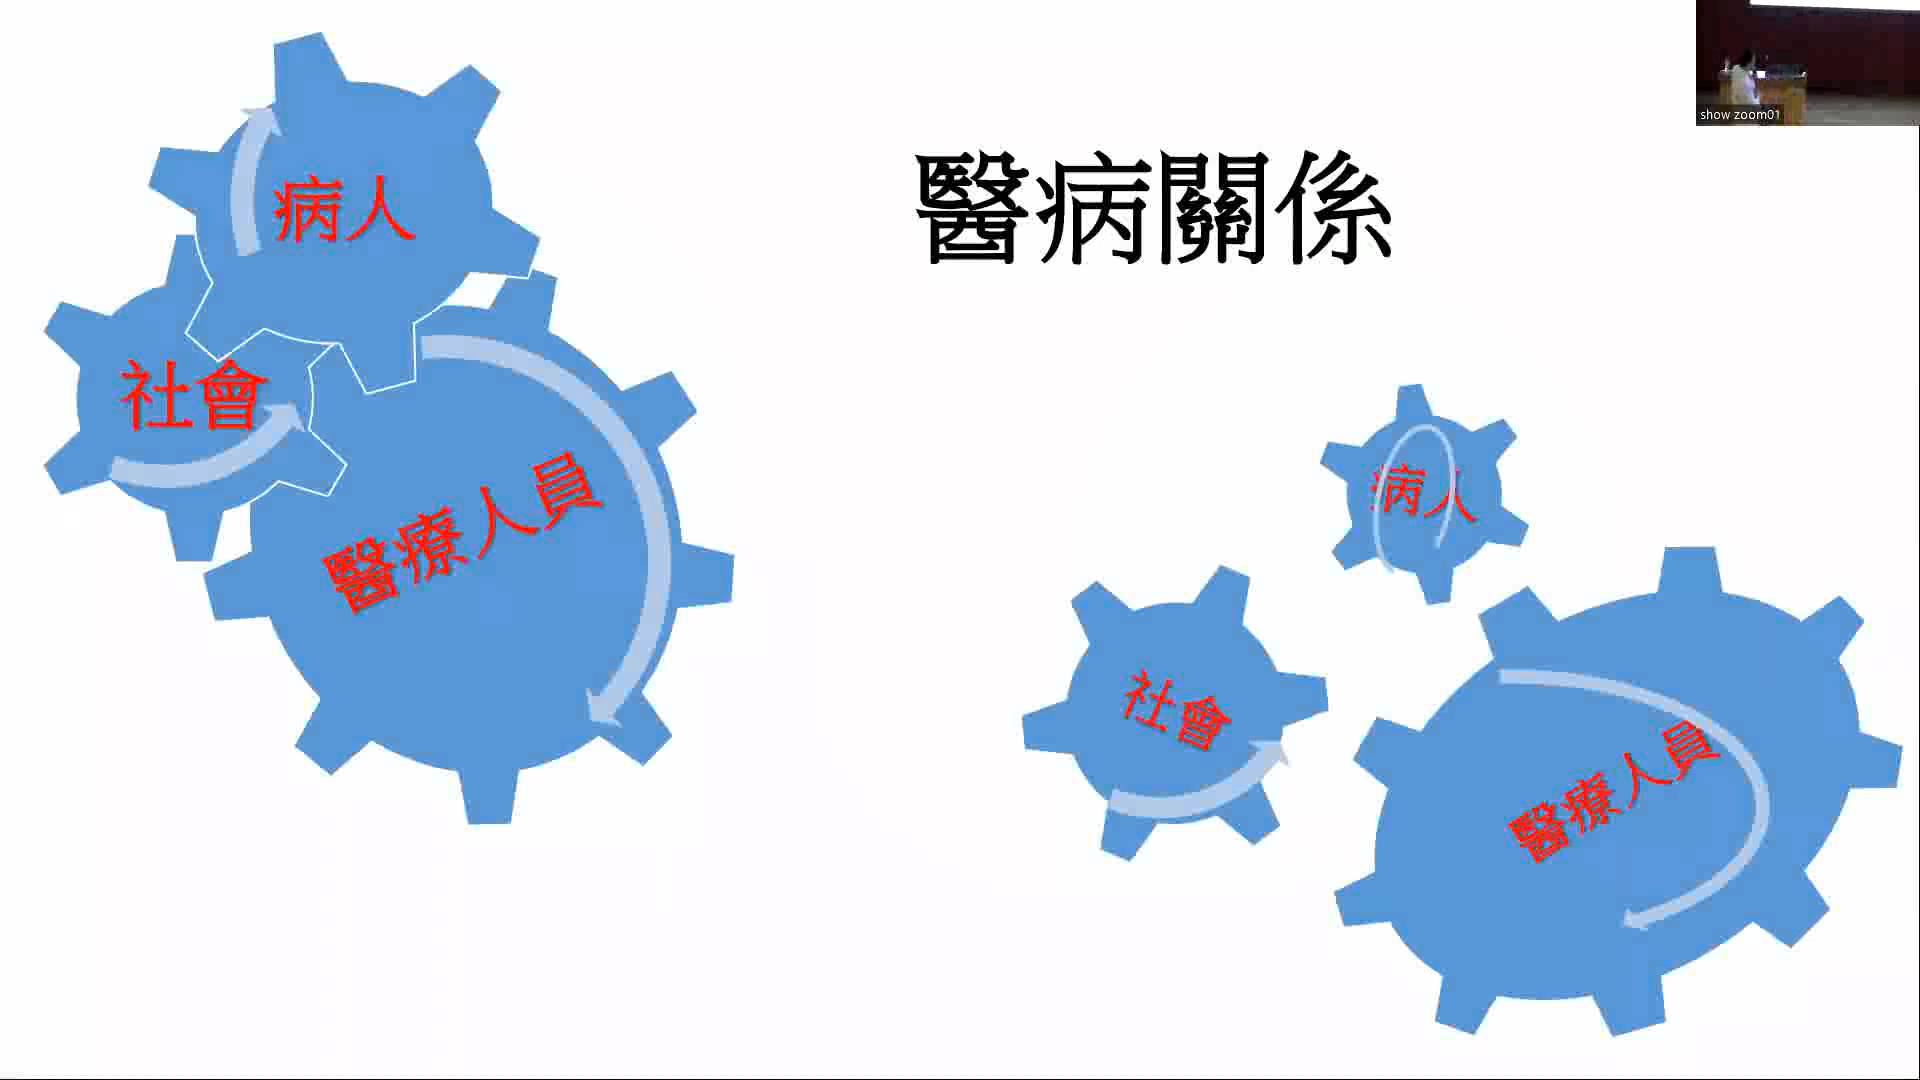 show zoom01
醫病關係
病人
社會
醫療人員
病人
社會
醫療人員